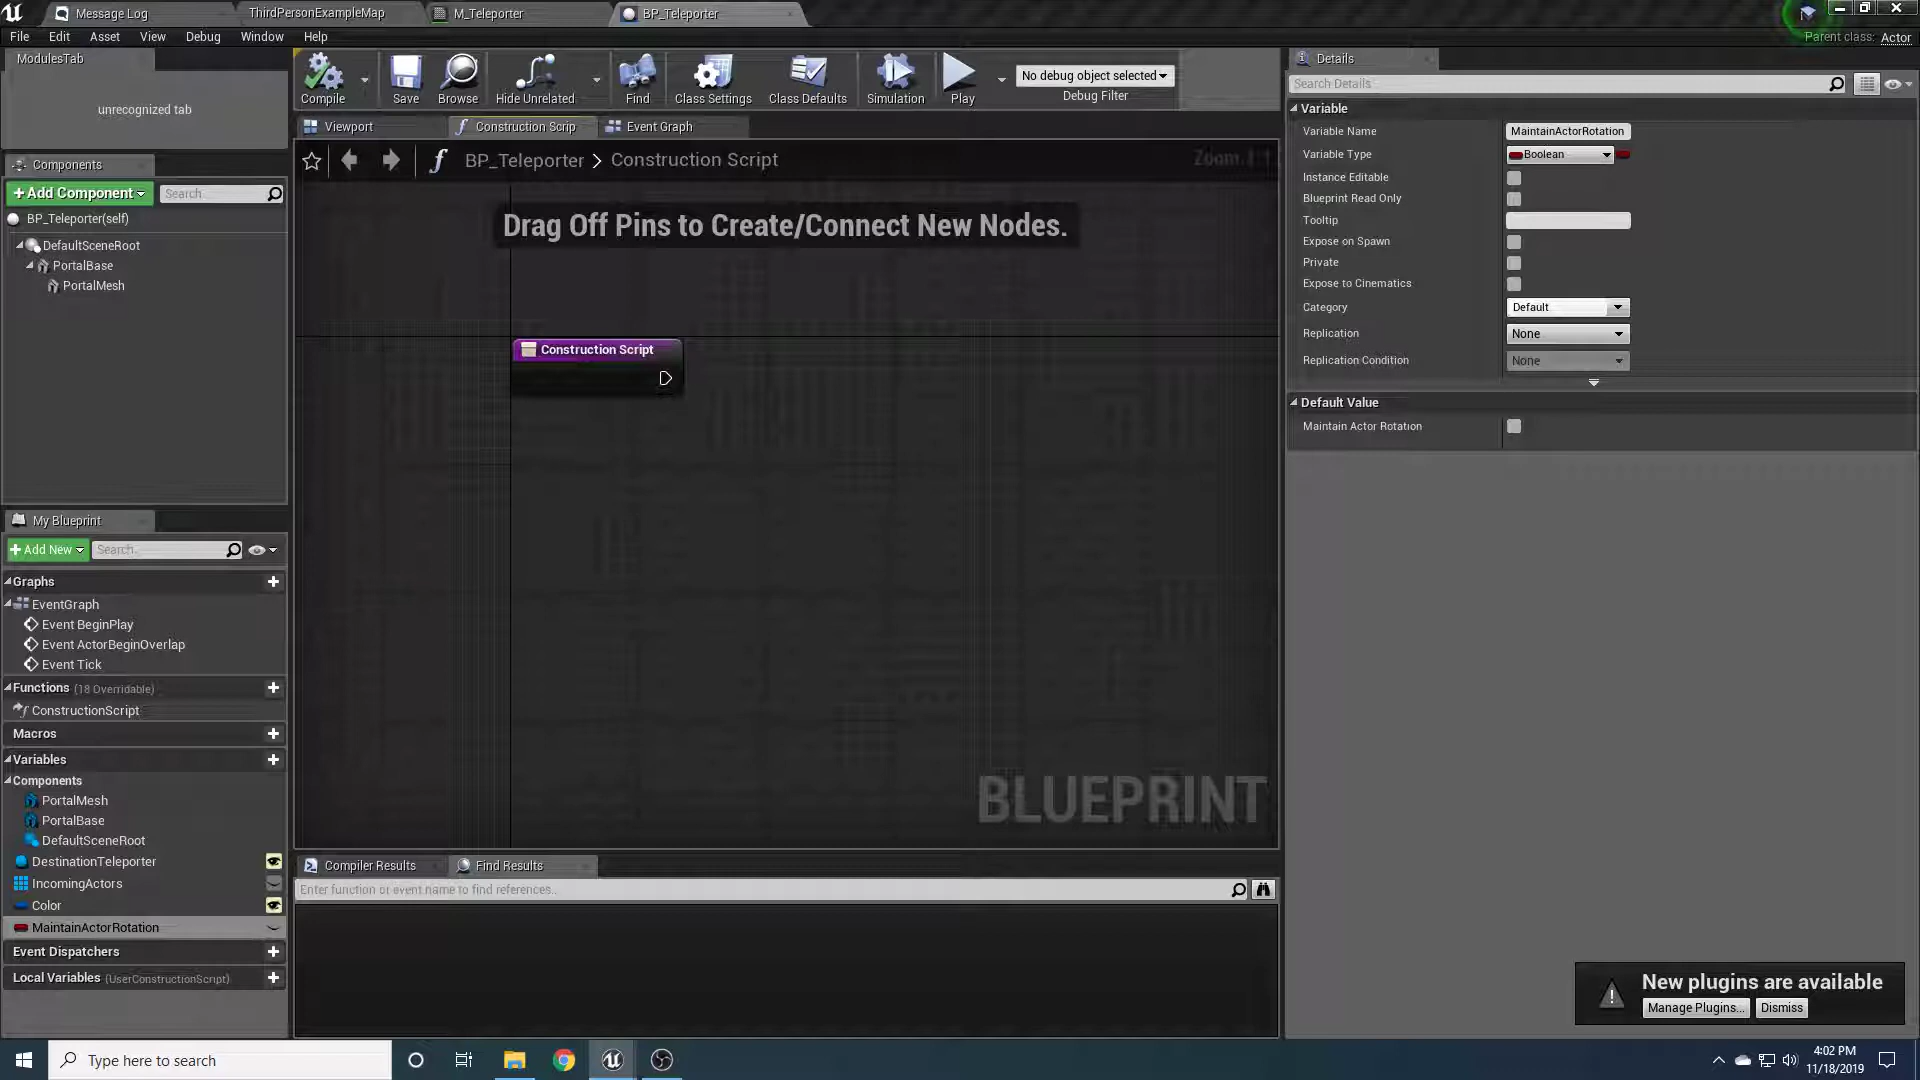 Message Log
ThirdPersonExampleMap
M_Teleporter
BP_Teleporter
File Edit Asset View Debug Window Help
Parent class: Actor
ModulesTab
unrecognized tab
Compile
Save
Browse
Hide Unrelated
Find
Class Settings
Class Defaults
Simulation
Play
No debug object selected
Debug Filter
Viewport
Construction Scrip
Event Graph
BP_Teleporter > Construction Script
Drag Off Pins to Create/Connect New Nodes.
Construction Script
BLUEPRINT
Components
+Add Component
Search
BP_Teleporter(self)
DefaultSceneRoot
PortalBase
PortalMesh
My Blueprint
+Add New
Search
Graphs
EventGraph
Event BeginPlay
Event ActorBeginOverlap
Event Tick
Functions (18 Overridable)
ConstructionScript
Macros
Variables
Components
PortalMesh
PortalBase
DefaultSceneRoot
DestinationTeleporter
IncomingActors
Color
MaintainActorRotation
Event Dispatchers
Local Variables (UserConstructionScript)
Compiler Results
Find Results
Enter function or event name to find references...
Details
Search Details
Variable
Variable Name MaintainActorRotation
Variable Type Boolean
Instance Editable
Blueprint Read Only
Tooltip
Expose on Spawn
Private
Expose to Cinematics
Category Default
Replication None
Replication Condition None
Default Value
Maintain Actor Rotation
New plugins are available
Manage Plugins... Dismiss
Type here to search
4:02 PM
11/18/2019